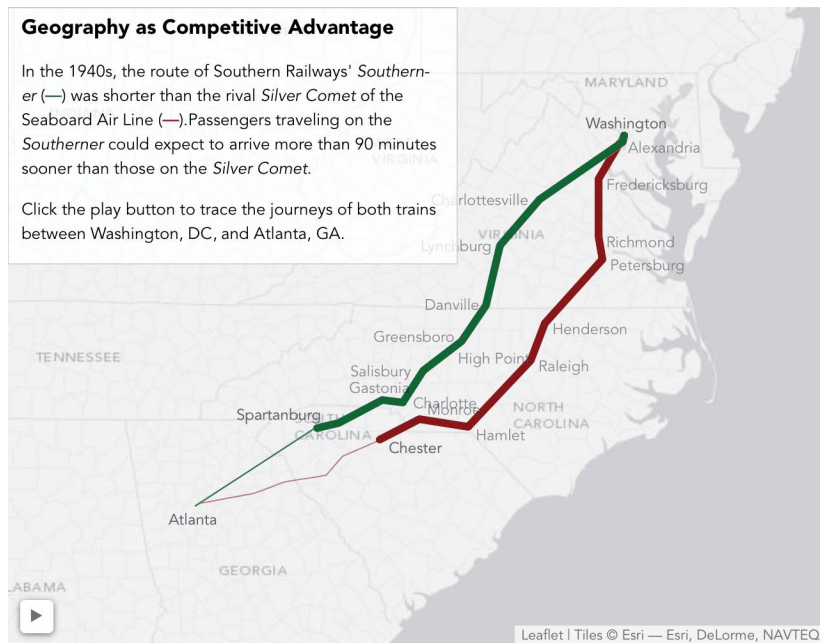 Geography as Competitive Advantage
In the 1940s, the route of Southern Railways' Southern-
er (—) was shorter than the rival Silver Comet of the
Seaboard Air Line (—).Passengers traveling on the
Southerner could expect to arrive more than 90 minutes
sooner than those on the Silver Comet.
Click the play button to trace the journeys of both trains
between Washington, DC, and Atlanta, GA.
MARYLAND
Washington
Alexandria
VIRGINIA
Fredericksburg
Charlottesville
VIRGINIA
Lynchburg
Richmond
Petersburg
Danville
Henderson
Greensboro
High Point
TENNESSEE
Raleigh
Salisbury
Gastonia
Charlotte
Monroe
NORTH
CAROLINA
Spartanburg
SOUTH
CAROLINA
Hamlet
Chester
Atlanta
GEORGIA
LABAMA
Leaflet | Tiles © Esri — Esri, DeLorme, NAVTEQ